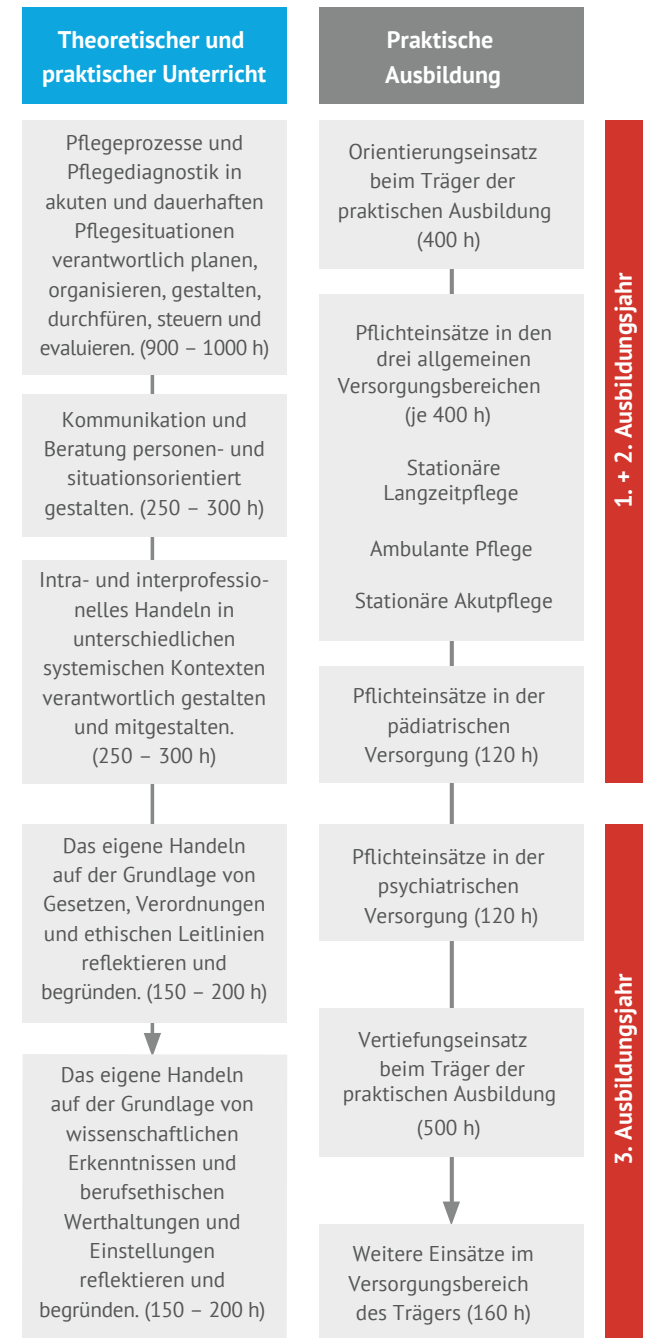 Theoretischer und
praktischer Unterricht
Pflegeprozesse und
Pflegediagnostik in
akuten und dauerhaften
Pflegesituationen
verantwortlich planen,
organisieren, gestalten,
durchfüren, steuern und
evaluieren. (900 – 1000 h)
Kommunikation und
Beratung personen- und
situationsorientiert
gestalten. (250 – 300 h)
Intra- und interprofessio-
nelles Handeln in
unterschiedlichen
systemischen Kontexten
verantwortlich gestalten
und mitgestalten.
(250 – 300 h)
Das eigene Handeln
auf der Grundlage von
Gesetzen, Verordnungen
und ethischen Leitlinien
reflektieren und
begründen. (150 – 200 h)
Das eigene Handeln
auf der Grundlage von
wissenschaftlichen
Erkenntnissen und
berufsethischen
Werthaltungen und
Einstellungen
reflektieren und
begründen. (150 – 200 h)
Praktische
Ausbildung
Orientierungseinsatz
beim Träger der
praktischen Ausbildung
(400 h)
Pflichteinsätze in den
drei allgemeinen
Versorgungsbereichen
(je 400 h)
Stationäre
Langzeitpflege
Ambulante Pflege
Stationäre Akutpflege
Pflichteinsätze in der
pädiatrischen
Versorgung (120 h)
Pflichteinsätze in der
psychiatrischen
Versorgung (120 h)
Vertiefungseinsatz
beim Träger der
praktischen Ausbildung
(500 h)
Weitere Einsätze im
Versorgungsbereich
des Trägers (160 h)
1. + 2. Ausbildungsjahr
3. Ausbildungsjahr